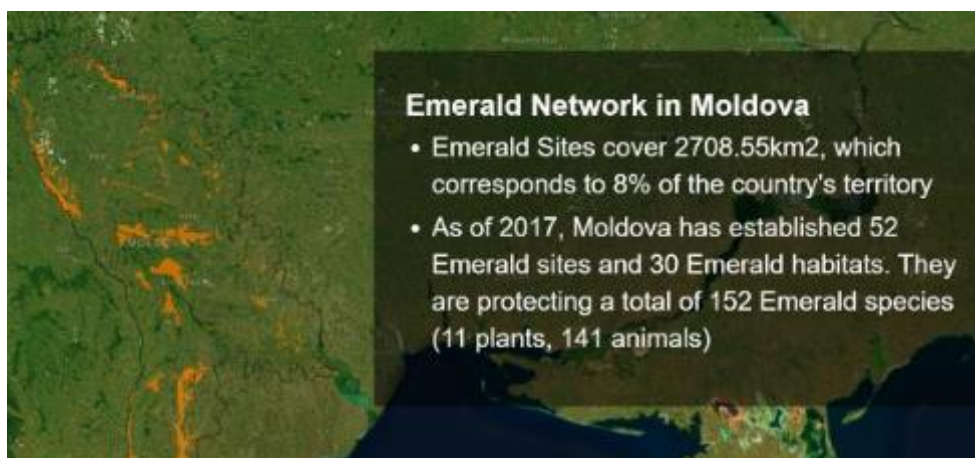 Emerald Network in Moldova
• Emerald Sites cover 2708.55km2, which
corresponds to 8% of the country's territory
• As of 2017, Moldova has established 52
Emerald sites and 30 Emerald habitats. They
are protecting a total of 152 Emerald species
(11 plants, 141 animals)